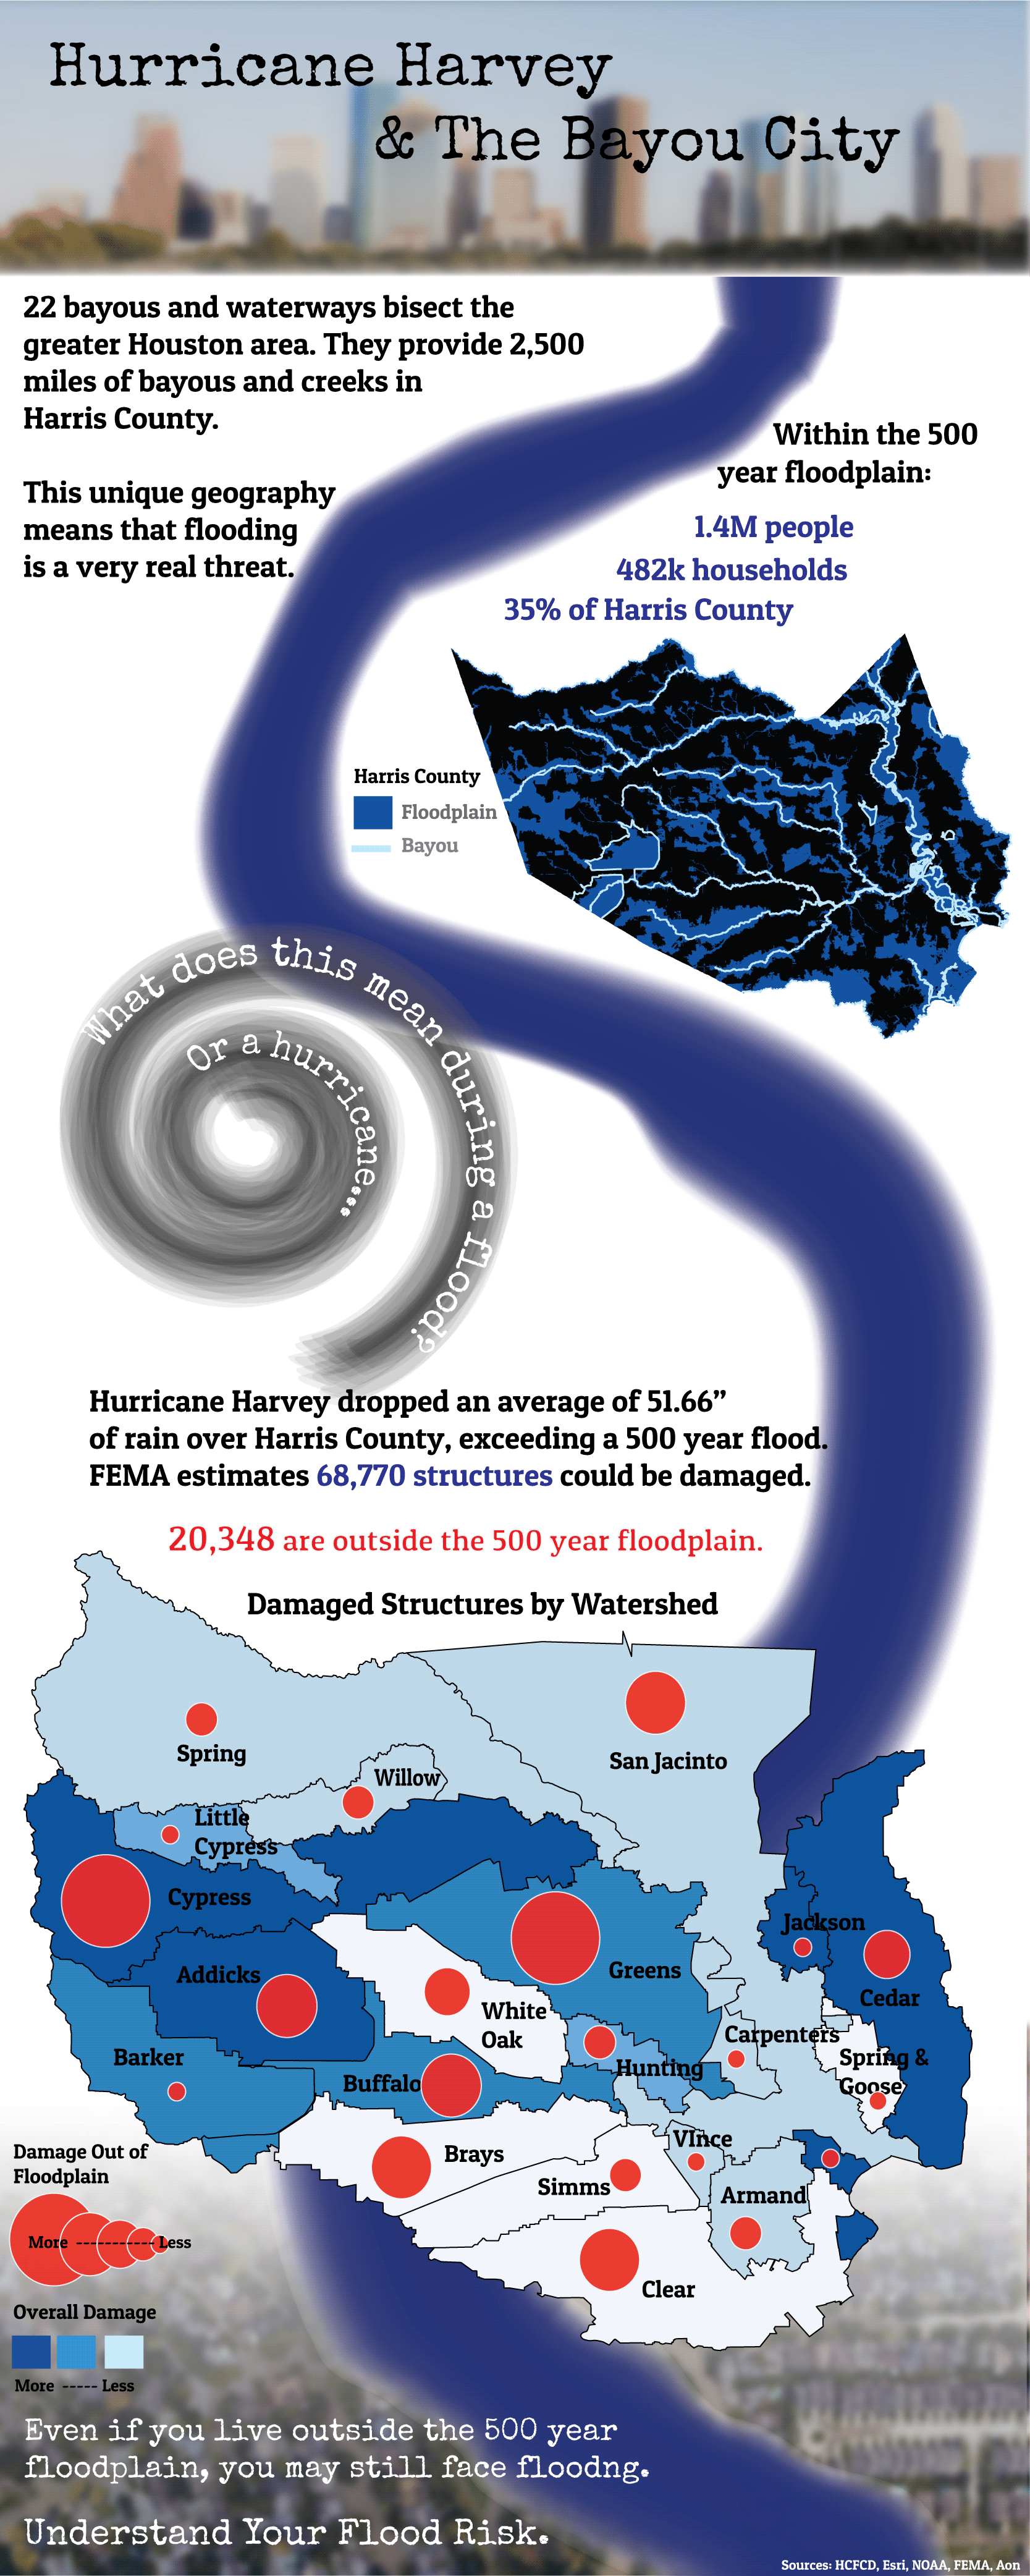 Hurricane Harvey
& The Bayou City
22 bayous and waterways bisect the
greater Houston area. They provide 2,500
miles of bayous and creeks in
Harris County.
This unique geography
means that flooding
is a very real threat.
Within the 500
year floodplain:
1.4M people
482k households
35% of Harris County
Harris County
Floodplain
Bayou
What does this mean during a flood?
Or a hurricane...
Hurricane Harvey dropped an average of 51.66”
of rain over Harris County, exceeding a 500 year flood.
FEMA estimates 68,770 structures could be damaged.
20,348 are outside the 500 year floodplain.
Damaged Structures by Watershed
Spring
San Jacinto
Willow
Little
Cypress
Cypress
Jackson
Addicks
Greens
Cedar
White
Oak
Carpenters
Barker
Hunting
Spring &
Goose
Buffalo
VInce
Brays
Simms
Armand
Clear
Damage Out of
Floodplain
More ----------- Less
Overall Damage
More ----- Less
Even if you live outside the 500 year
floodplain, you may still face floodng.
Understand Your Flood Risk.
Sources: HCFCD, Esri, NOAA, FEMA, Aon